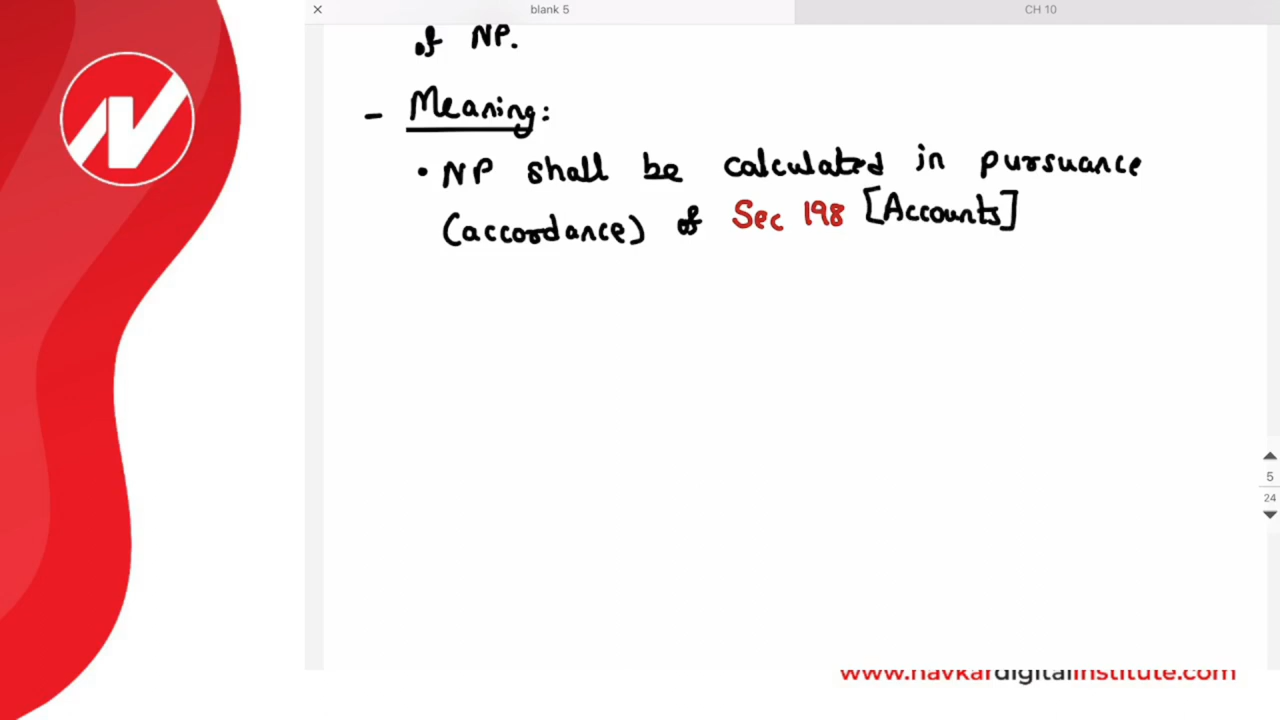 blank 5
CH 10
of NP.
- Meaning:
• NP shall be calculated in pursuance
(accordance) of Sec 198 [Accounts]
5
24
www.navkardigitalinstitute.com